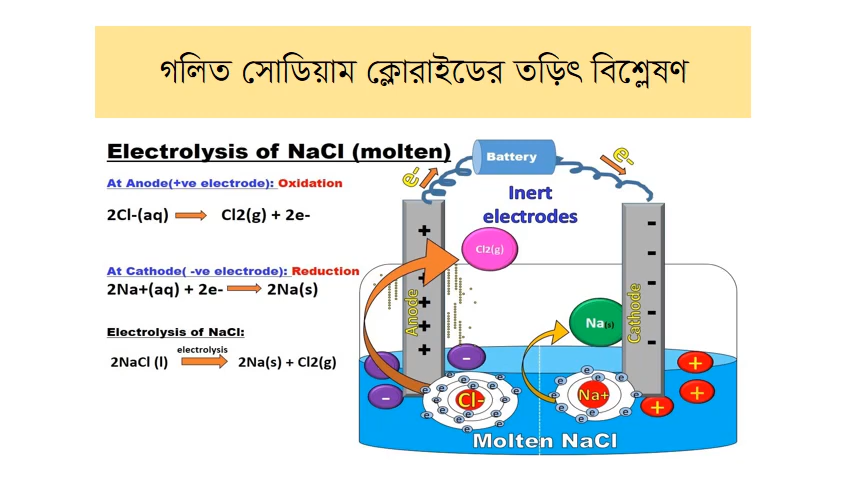 গলিত সোডিয়াম ক্লোরাইডের তড়িৎ বিশ্লেষণ
Electrolysis of NaCl (molten)
At Anode(+ve electrode): Oxidation
2Cl-(aq) Cl2(g) + 2e-
At Cathode( -ve electrode): Reduction
2Na+(aq) + 2e- 2Na(s)
Electrolysis of NaCl:
electrolysis
2NaCl (l) 2Na(s) + Cl2(g)
Battery
e-
e-
Inert
electrodes
Cl2(g)
Anode
Cathode
Na(s)
Cl-
Na+
Molten NaCl